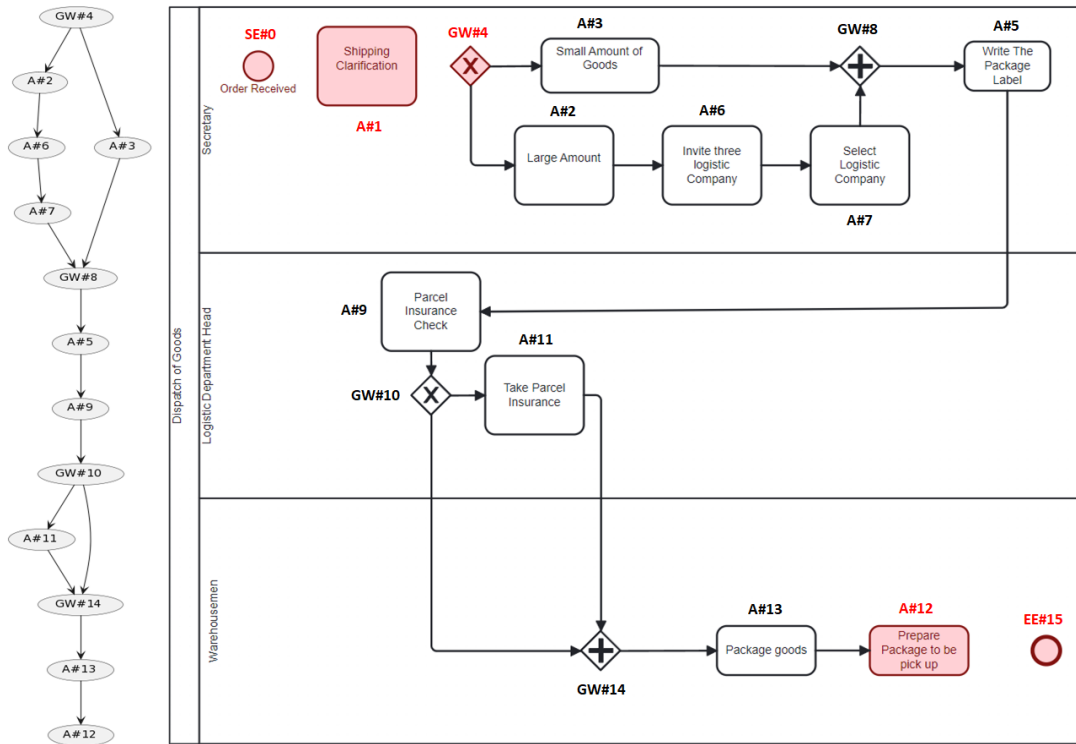 GW#4
A#2
A#6
A#3
A#7
GW#8
A#5
A#9
GW#10
A#11
GW#14
A#13
A#12
Dispatch of Goods
Secretary
SE#0
Order Received
Shipping
Clarification
A#1
GW#4
X
A#3
Small Amount of
Goods
GW#8
A#5
Write The
Package
Label
A#2
Large Amount
A#6
Invite three
logistic
Company
Select
Logistic
Company
A#7
Logistic Department Head
A#9
Parcel
Insurance
Check
GW#10
X
A#11
Take Parcel
Insurance
Warehousemen
GW#14
A#13
Package goods
A#12
Prepare
Package to be
pick up
EE#15